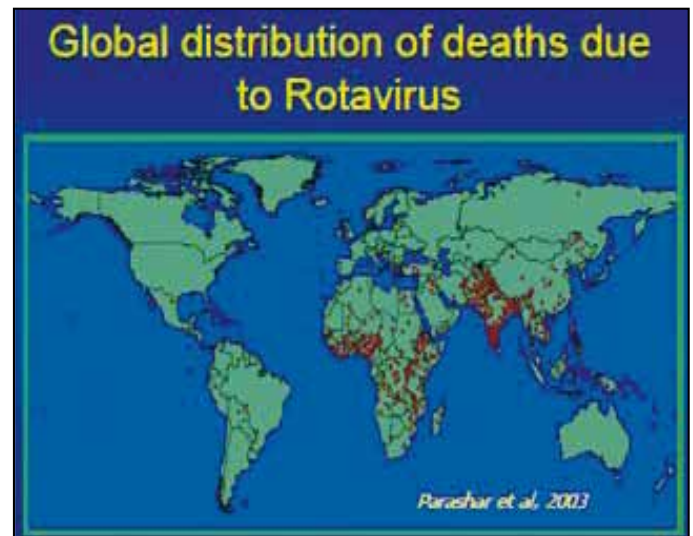 Global distribution of deaths due
to Rotavirus
Parashar et al, 2003